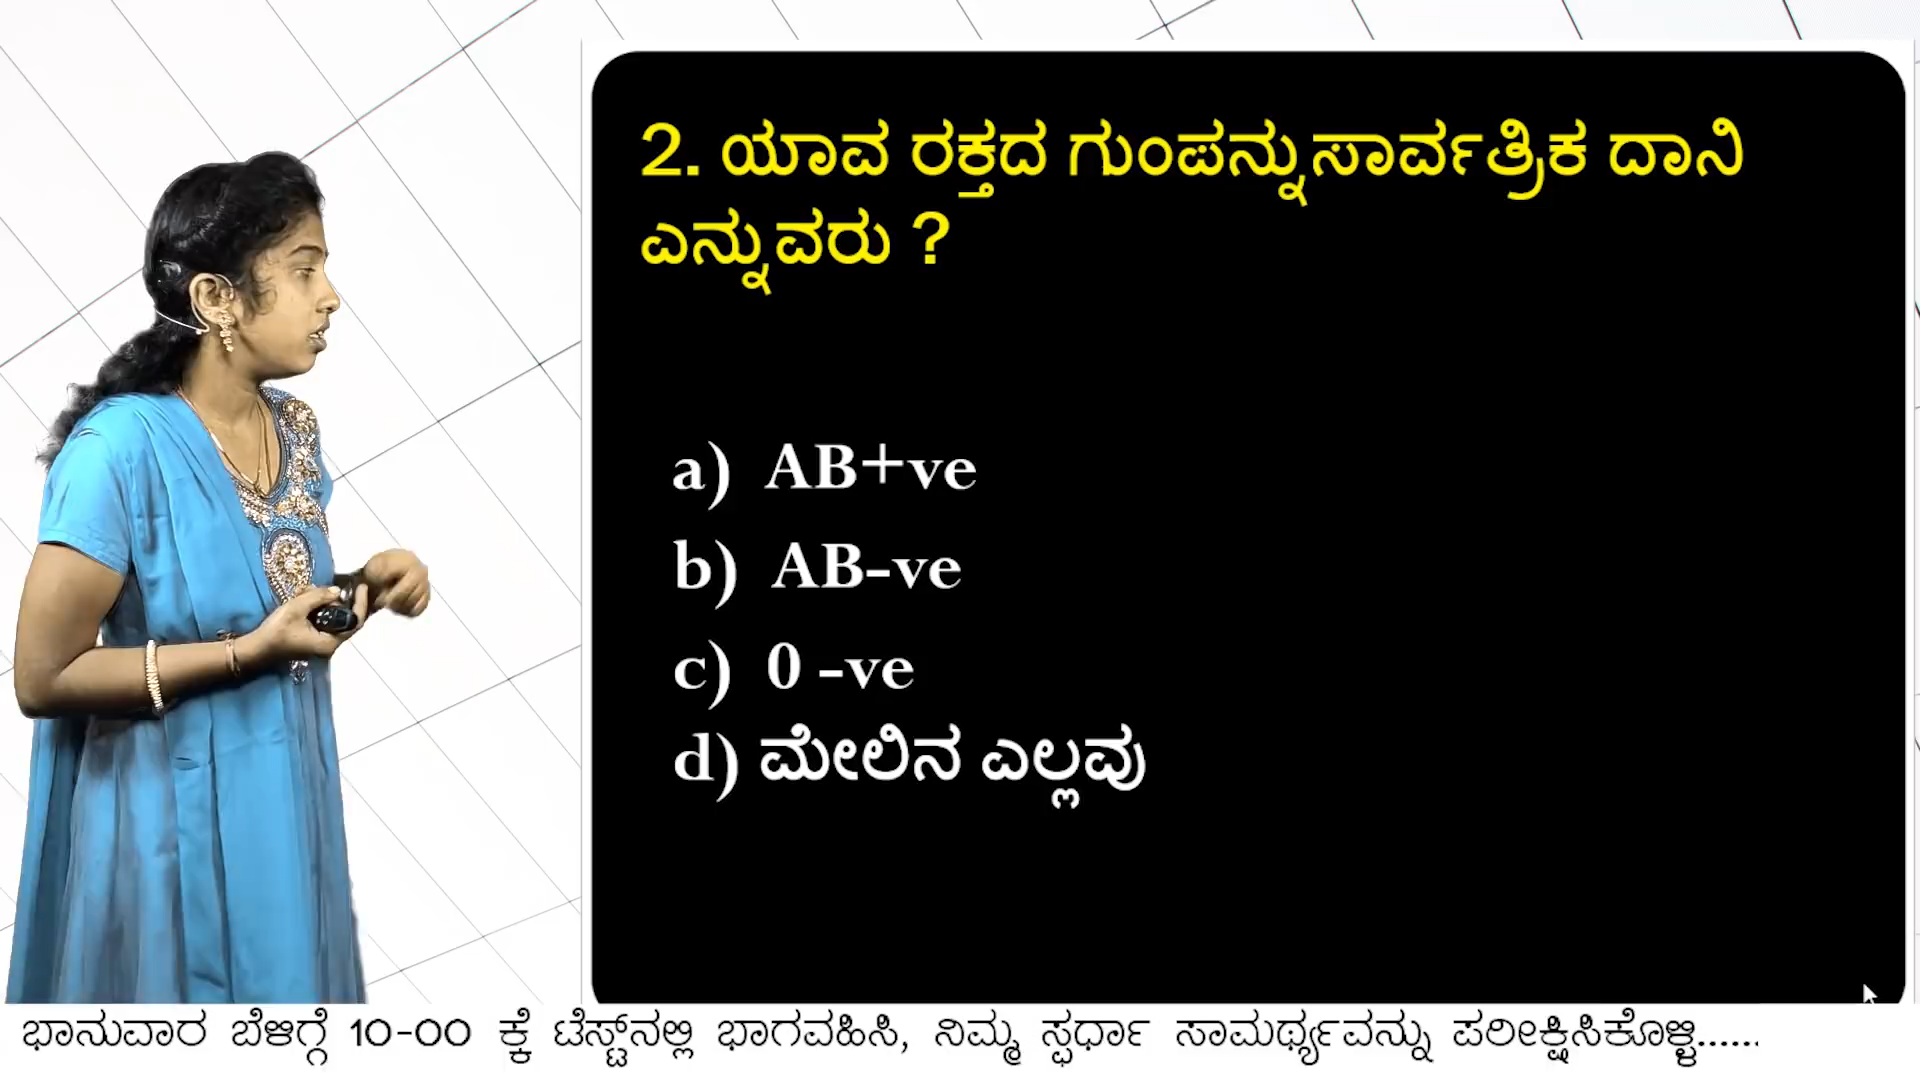 2. ಯಾವ ರಕ್ತದ ಗುಂಪನ್ನುಸಾರ್ವತ್ರಿಕ ದಾನಿ
ಎನ್ನುವರು ?
a) AB+ve
b) AB-ve
c) 0 -ve
d) ಮೇಲಿನ ಎಲ್ಲವು
ಭಾನುವಾರ ಬೆಳಿಗ್ಗೆ 10-00 ಕ್ಕೆ ಟೆಸ್ಟ್‌ನಲ್ಲಿ ಭಾಗವಹಿಸಿ, ನಿಮ್ಮ ಸ್ಪರ್ಧಾ ಸಾಮರ್ಥ್ಯವನ್ನು ಪರೀಕ್ಷಿಸಿಕೊಳ್ಳಿ......